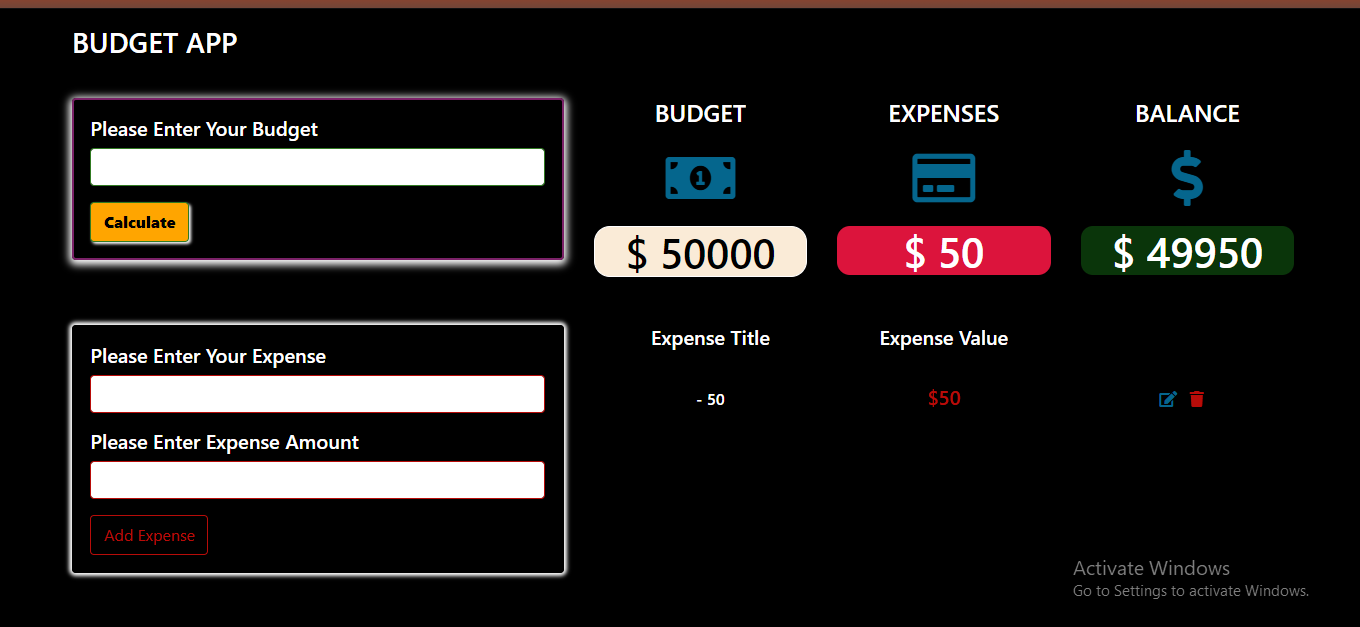 BUDGET APP
Please Enter Your Budget
Calculate
BUDGET
EXPENSES
BALANCE
1
$ 50000
$ 50
$ 49950
Please Enter Your Expense
Please Enter Expense Amount
Add Expense
Expense Title
Expense Value
- 50
$50
Activate Windows
Go to Settings to activate Windows.